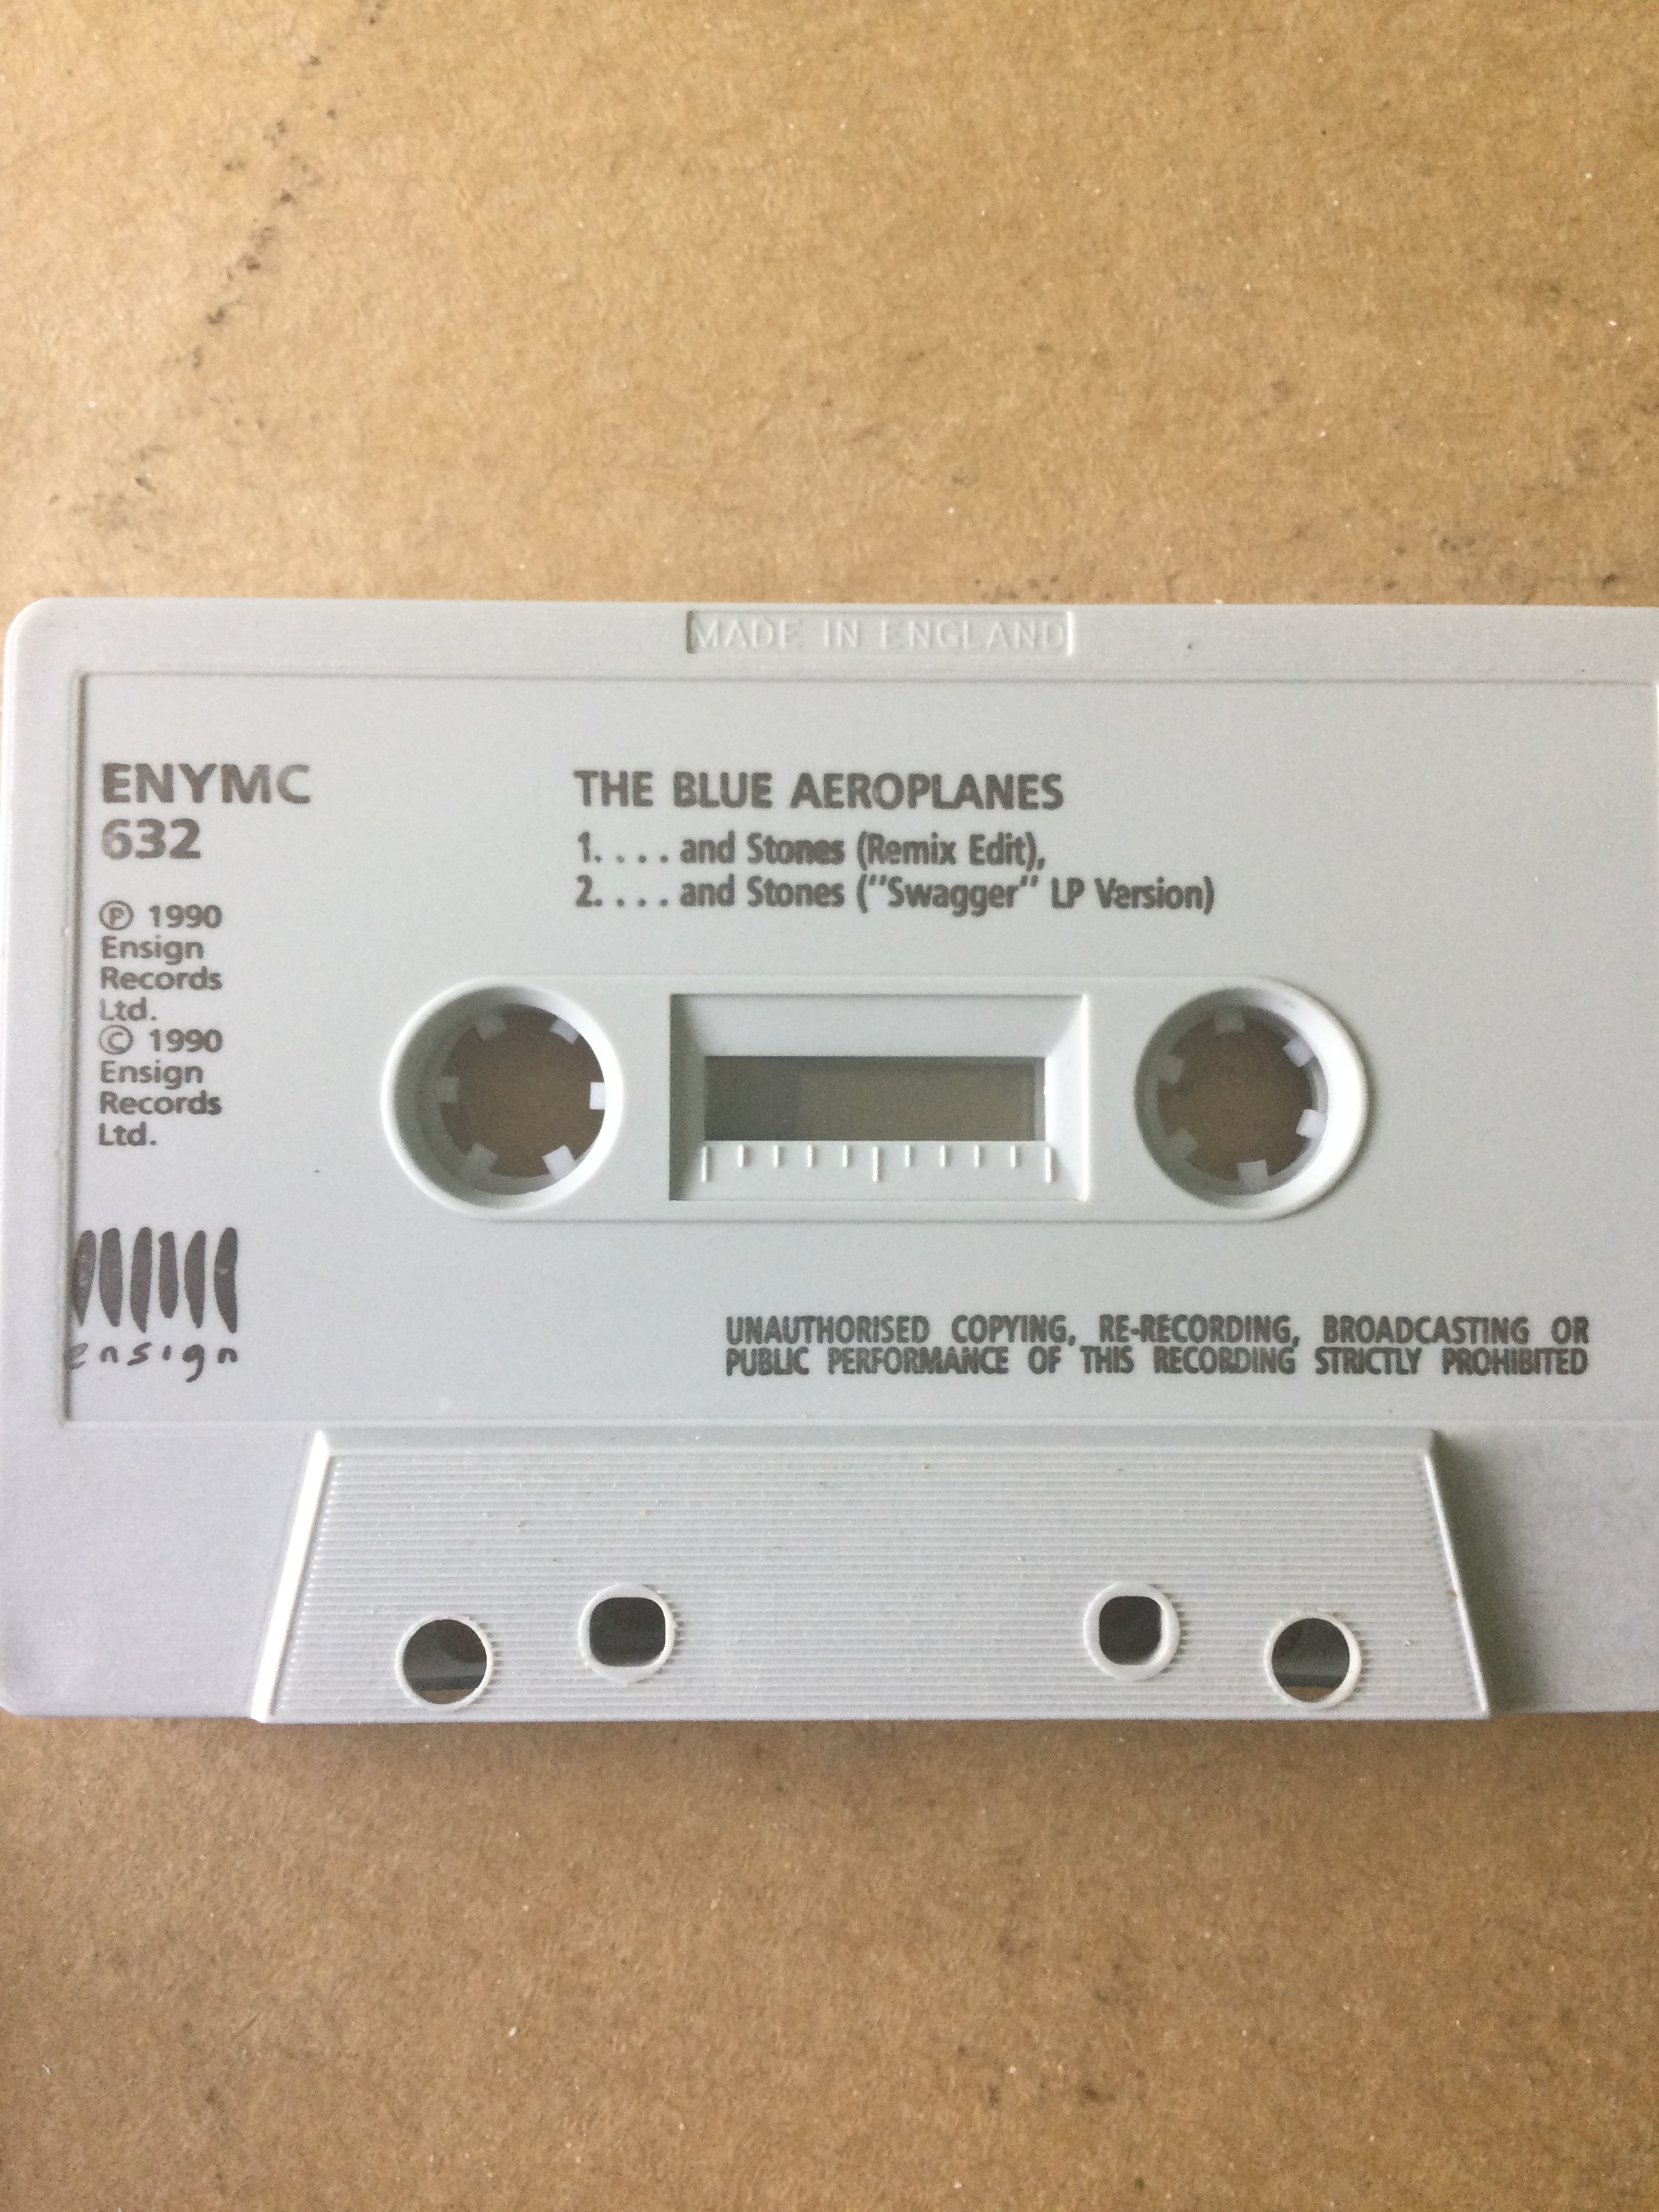 MADE IN ENGLAND
ENYMC
632
℗ 1990
Ensign
Records
Ltd.
© 1990
Ensign
Records
Ltd.
ensign
THE BLUE AEROPLANES
1. . . . and Stones (Remix Edit),
2. . . . and Stones ("Swagger" LP Version)
UNAUTHORISED COPYING, RE-RECORDING, BROADCASTING OR
PUBLIC PERFORMANCE OF THIS RECORDING STRICTLY PROHIBITED